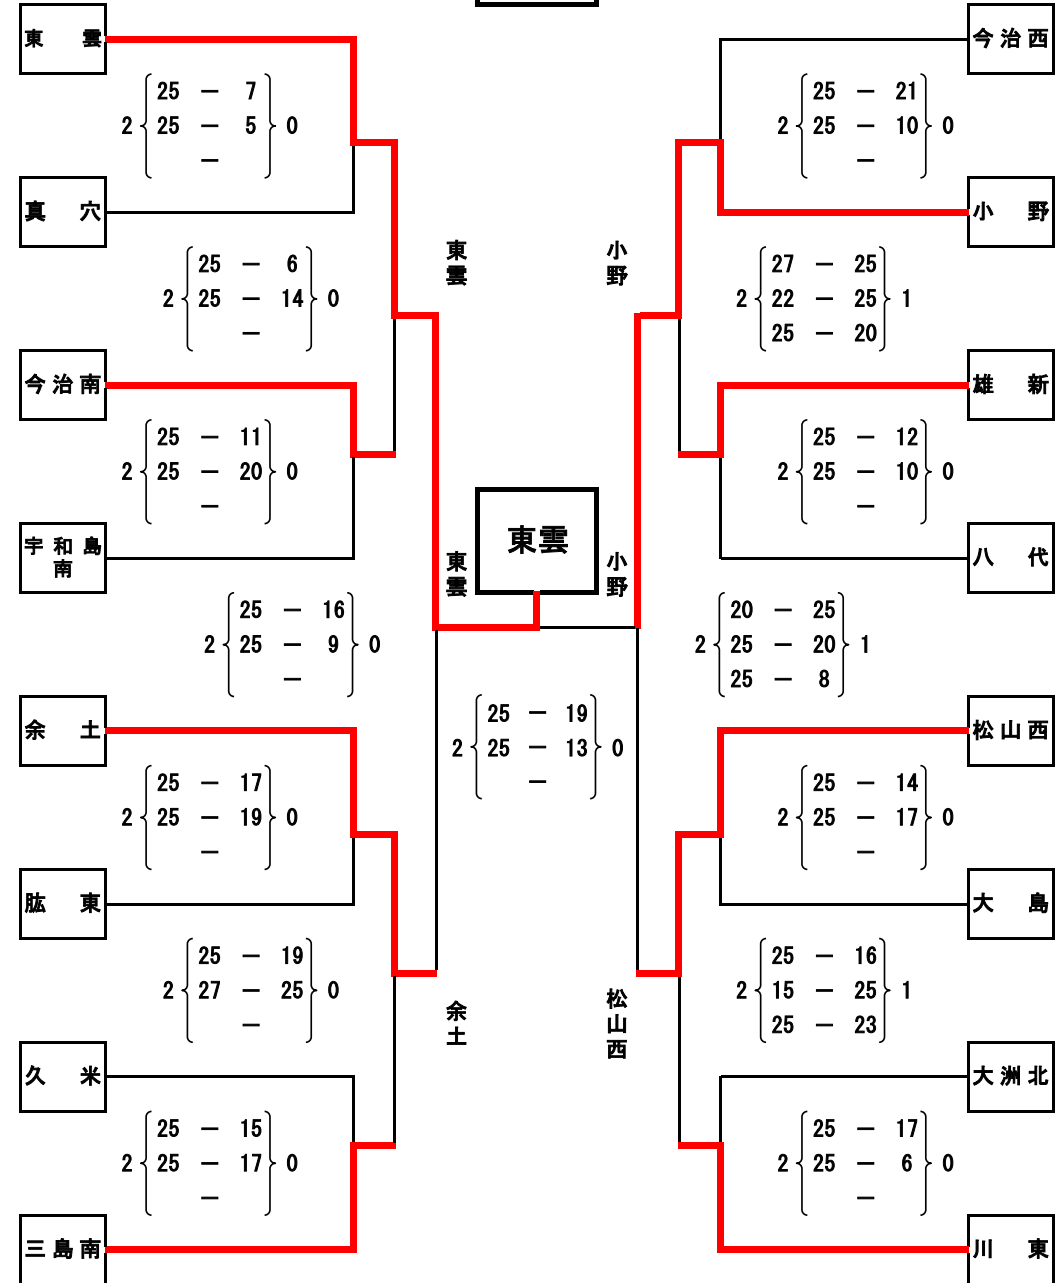 東雲
25 － 7
2 25 － 5 0
－
真穴
25 － 6
2 25 － 14 0
－
今治南
25 － 11
2 25 － 20 0
－
宇和島
南
25 － 16
2 25 － 9 0
－
余土
25 － 17
2 25 － 19 0
－
肱東
25 － 19
2 27 － 25 0
－
久米
25 － 15
2 25 － 17 0
－
三島南
東雲
東雲
余土
東雲
25 － 19
2 25 － 13 0
－
小野
小野
松山西
今治西
25 － 21
2 25 － 10 0
－
小野
27 － 25
2 22 － 25 1
25 － 20
雄新
25 － 12
2 25 － 10 0
－
八代
20 － 25
2 25 － 20 1
25 － 8
松山西
25 － 14
2 25 － 17 0
－
大島
25 － 16
2 15 － 25 1
25 － 23
大洲北
25 － 17
2 25 － 6 0
－
川東